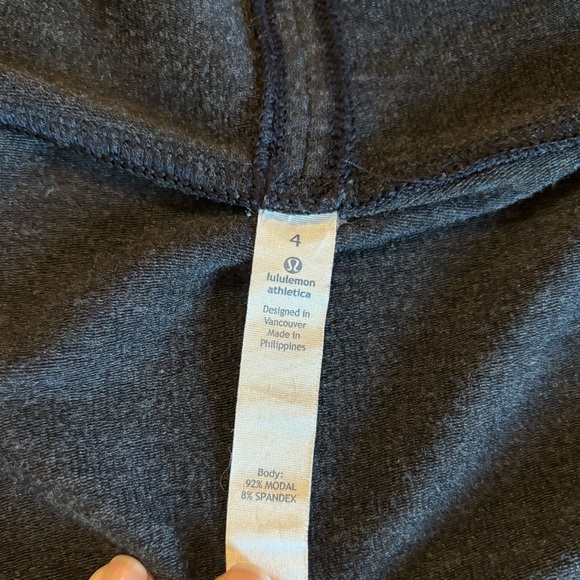 4
lululemon
athletica
Designed in
Vancouver
Made in
Philippines
Body:
92% MODAL
8% SPANDEX